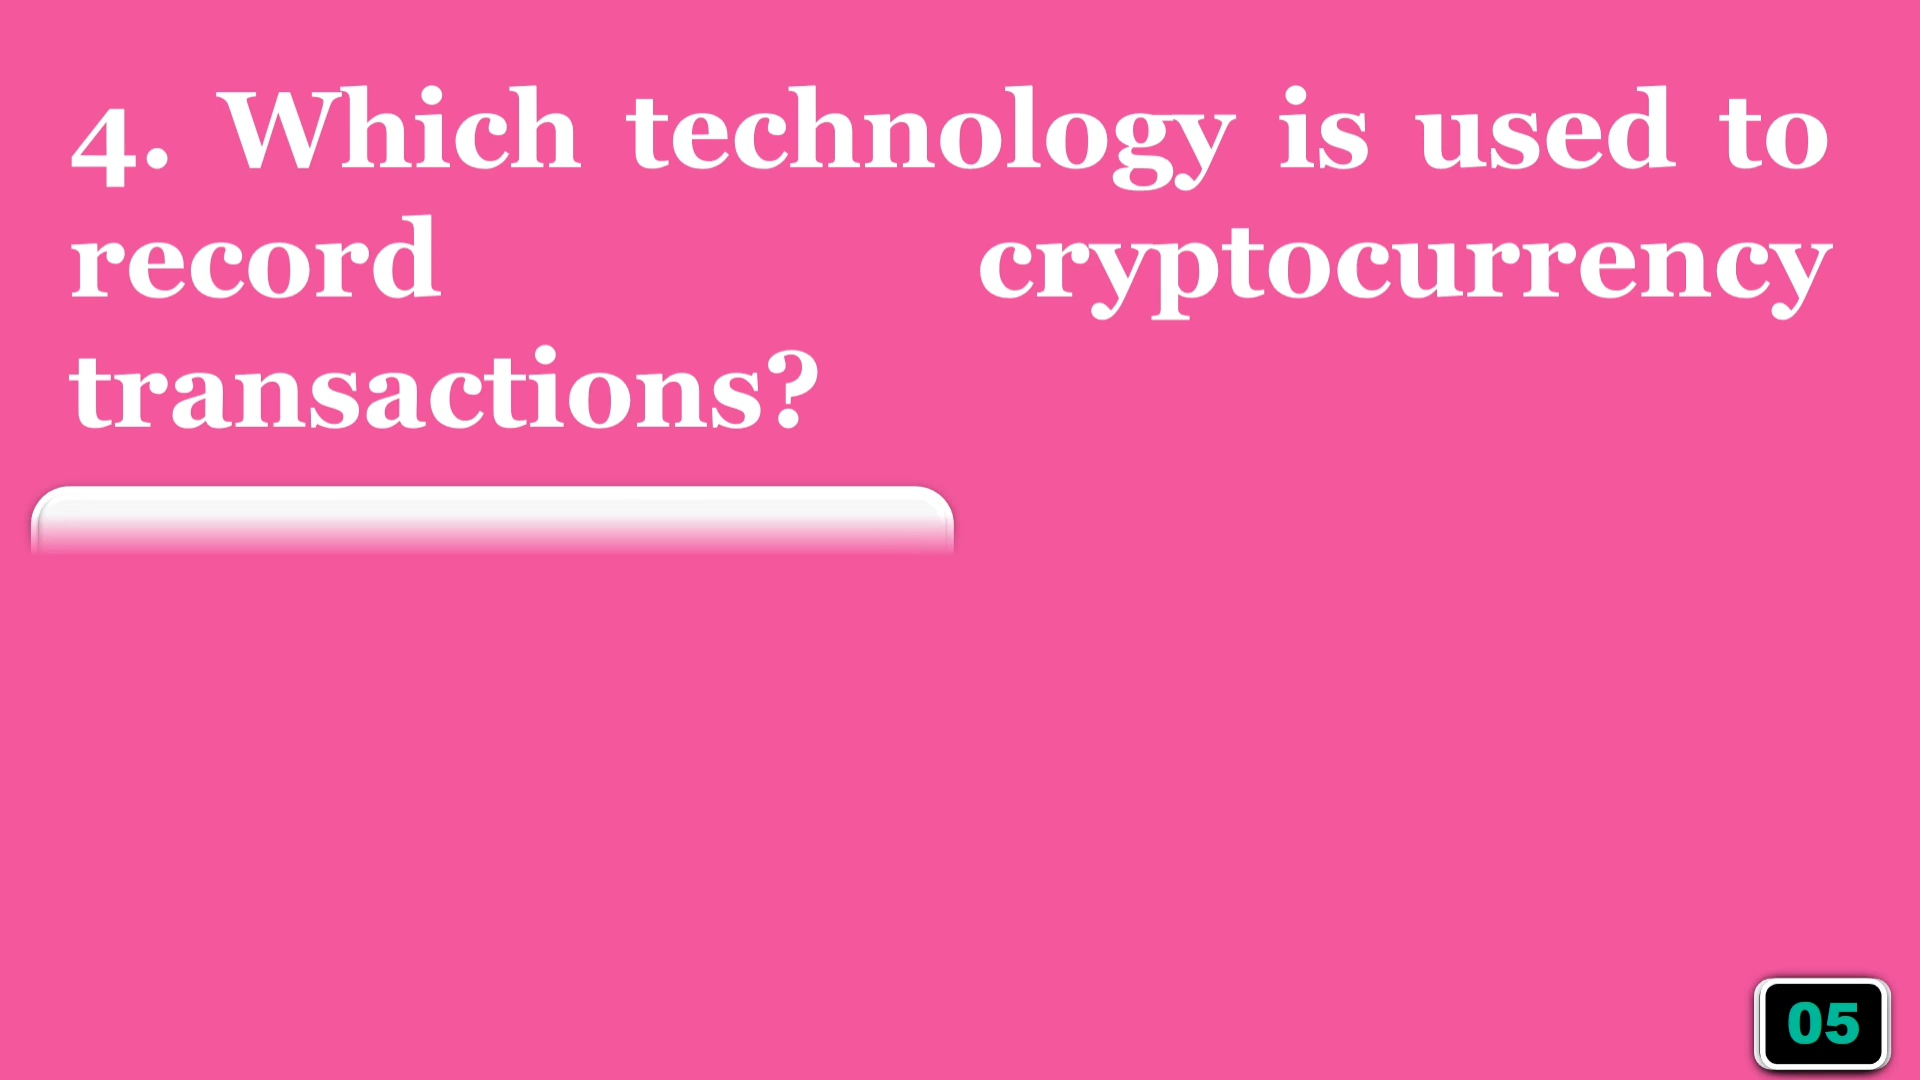 4. Which technology is used to
record cryptocurrency
transactions?
05